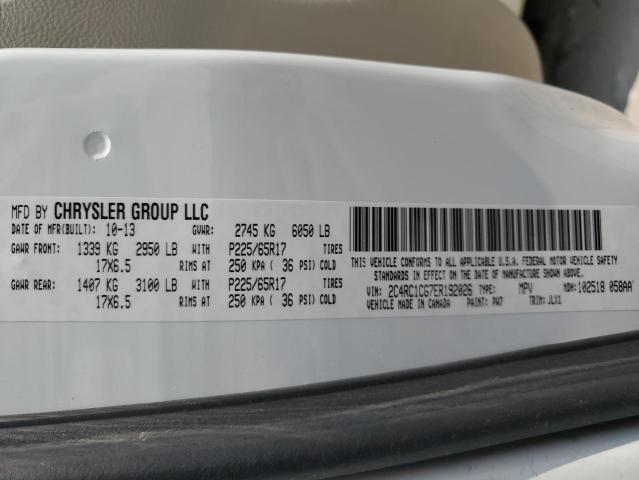 MFD BY CHRYSLER GROUP LLC
DATE OF MFR(BUILT): 10-13 GVWR: 2745 KG 6050 LB
GAWR FRONT: 1339 KG 2950 LB WITH P225/65R17 TIRES
17X6.5 RIMS AT 250 KPA ( 36 PSI) COLD
GAWR REAR: 1407 KG 3100 LB WITH P225/65R17 TIRES
17X6.5 RIMS AT 250 KPA ( 36 PSI) COLD
THIS VEHICLE CONFORMS TO ALL APPLICABLE U.S.A. FEDERAL MOTOR VEHICLE SAFETY
STANDARDS IN EFFECT ON THE DATE OF MANUFACTURE SHOWN ABOVE.
VIN: 2C4RC1CG7ER192026 TYPE: MPV MDH: 102518 058AA
VEHICLE MADE IN CANADA PAINT: PW7 TRIM: JLX1